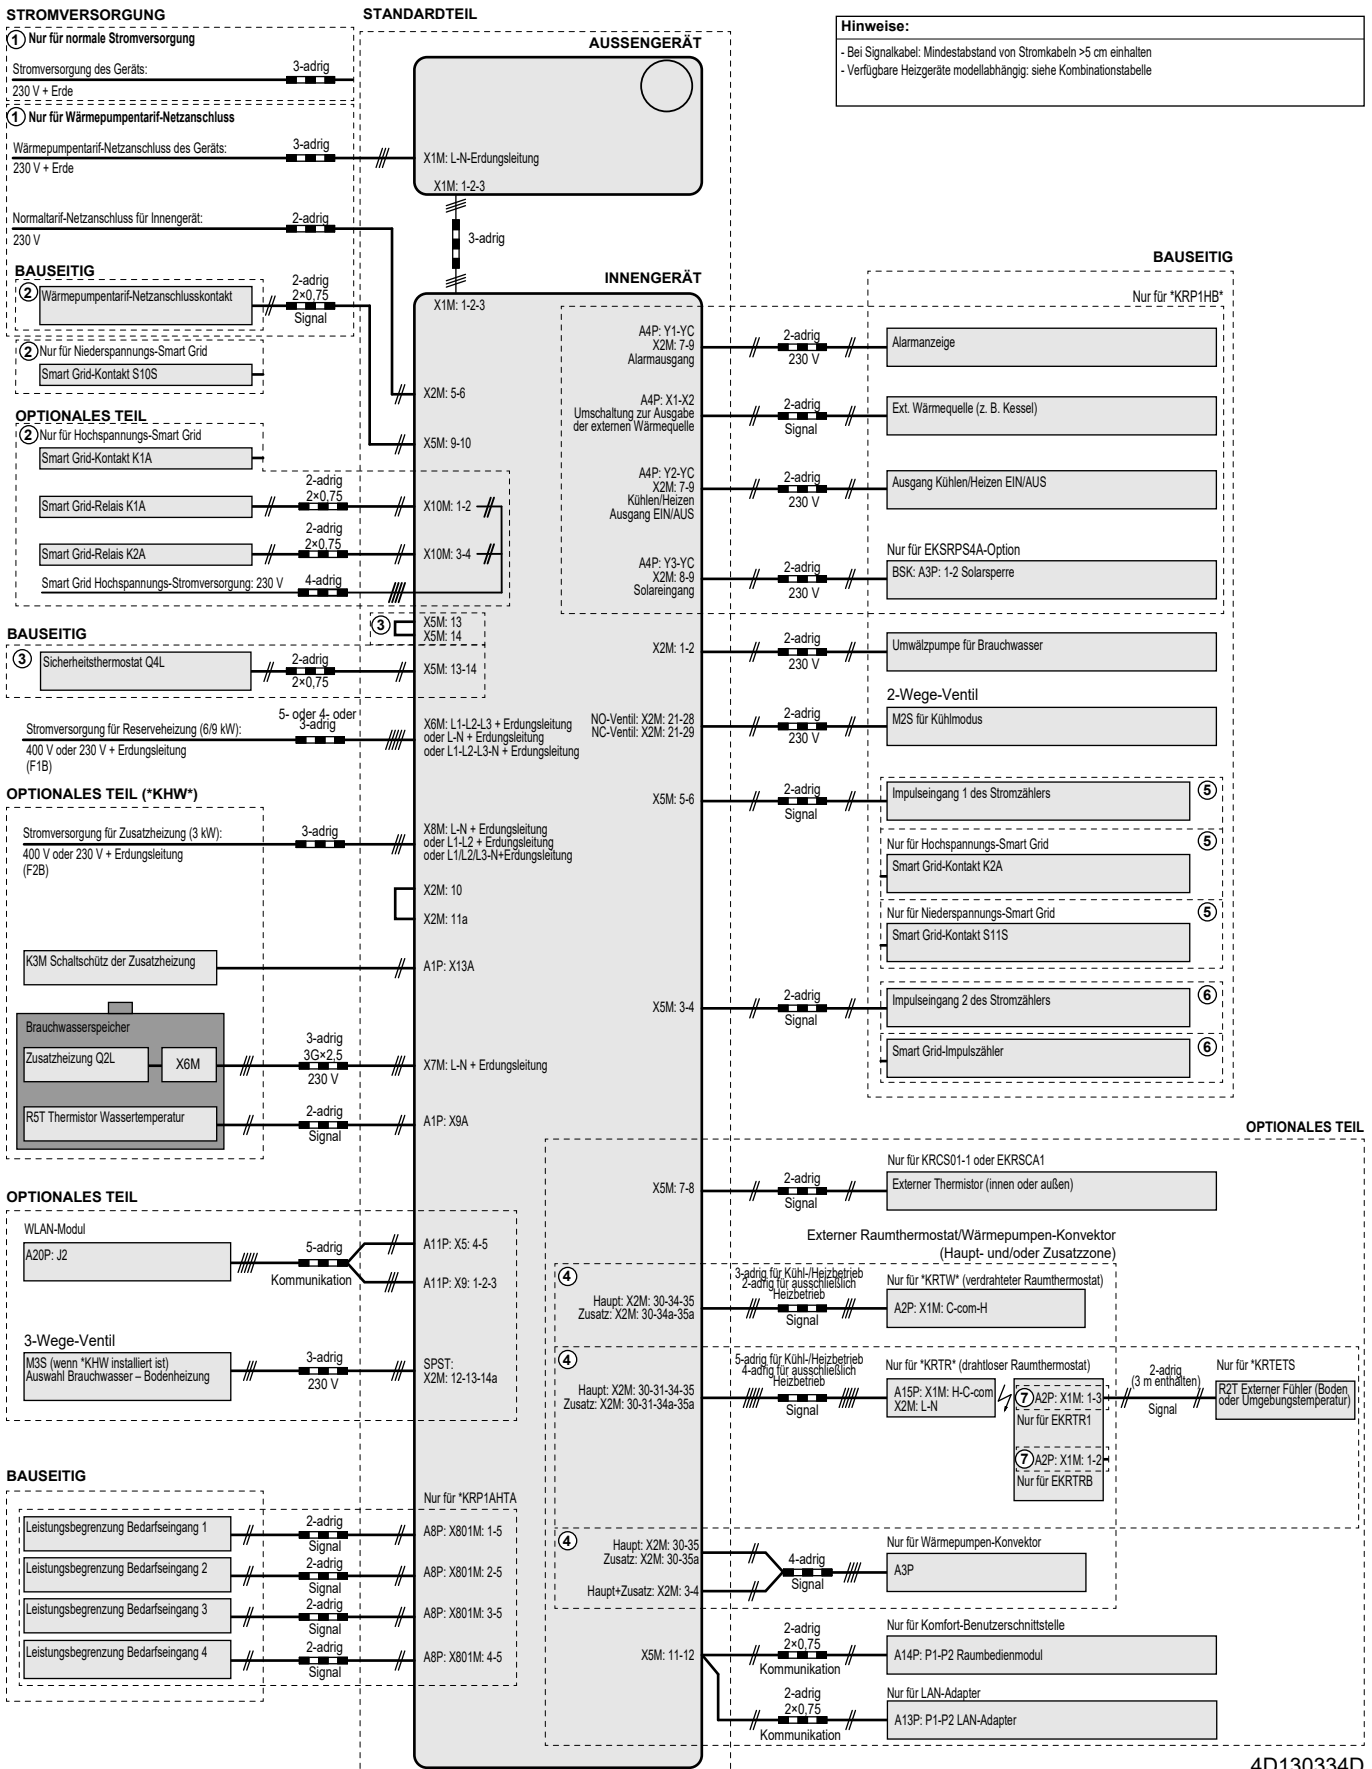 STROMVERSORGUNG
① Nur für normale Stromversorgung
Stromversorgung des Geräts:
3-adrig
230 V + Erde
① Nur für Wärmepumpentarif-Netzanschluss
Wärmepumpentarif-Netzanschluss des Geräts:
3-adrig
230 V + Erde
Normaltarif-Netzanschluss für Innengerät:
2-adrig
230 V
BAUSEITIG
② Wärmepumpentarif-Netzanschlusskontakt
2-adrig
2×0,75
Signal
② Nur für Niederspannungs-Smart Grid
Smart Grid-Kontakt S10S
OPTIONALES TEIL
② Nur für Hochspannungs-Smart Grid
Smart Grid-Kontakt K1A
Smart Grid-Relais K1A
2-adrig
2×0,75
Smart Grid-Relais K2A
2-adrig
2×0,75
Smart Grid Hochspannungs-Stromversorgung: 230 V
4-adrig
BAUSEITIG
③ Sicherheitsthermostat Q4L
2-adrig
2×0,75
Stromversorgung für Reserveheizung (6/9 kW):
5- oder 4- oder
3-adrig
400 V oder 230 V + Erdungsleitung
(F1B)
OPTIONALES TEIL (*KHW*)
Stromversorgung für Zusatzheizung (3 kW):
3-adrig
400 V oder 230 V + Erdungsleitung
(F2B)
K3M Schaltschütz der Zusatzheizung
Brauchwasserspeicher
Zusatzheizung Q2L
X6M
3-adrig
3G×2,5
230 V
R5T Thermistor Wassertemperatur
2-adrig
Signal
OPTIONALES TEIL
WLAN-Modul
A20P: J2
5-adrig
Kommunikation
3-Wege-Ventil
M3S (wenn *KHW installiert ist)
Auswahl Brauchwasser – Bodenheizung
3-adrig
230 V
BAUSEITIG
Leistungsbegrenzung Bedarfseingang 1
2-adrig
Signal
Leistungsbegrenzung Bedarfseingang 2
2-adrig
Signal
Leistungsbegrenzung Bedarfseingang 3
2-adrig
Signal
Leistungsbegrenzung Bedarfseingang 4
2-adrig
Signal
STANDARDTEIL
AUSSENGERÄT
X1M: L-N-Erdungsleitung
X1M: 1-2-3
3-adrig
INNENGERÄT
X1M: 1-2-3
X2M: 5-6
X5M: 9-10
X10M: 1-2
X10M: 3-4
③
X5M: 13
X5M: 14
X5M: 13-14
X6M: L1-L2-L3 + Erdungsleitung
oder L-N + Erdungsleitung
oder L1-L2-L3-N + Erdungsleitung
X8M: L-N + Erdungsleitung
oder L1-L2 + Erdungsleitung
oder L1/L2/L3-N+Erdungsleitung
X2M: 10
X2M: 11a
A1P: X13A
X7M: L-N + Erdungsleitung
A1P: X9A
A11P: X5: 4-5
A11P: X9: 1-2-3
SPST:
X2M: 12-13-14a
Nur für *KRP1AHTA
A8P: X801M: 1-5
A8P: X801M: 2-5
A8P: X801M: 3-5
A8P: X801M: 4-5
Hinweise:
- Bei Signalkabel: Mindestabstand von Stromkabeln >5 cm einhalten
- Verfügbare Heizgeräte modellabhängig: siehe Kombinationstabelle
BAUSEITIG
Nur für *KRP1HB*
A4P: Y1-YC
X2M: 7-9
Alarmausgang
2-adrig
230 V
Alarmanzeige
A4P: X1-X2
Umschaltung zur Ausgabe
der externen Wärmequelle
2-adrig
Signal
Ext. Wärmequelle (z. B. Kessel)
A4P: Y2-YC
X2M: 7-9
Kühlen/Heizen
Ausgang EIN/AUS
2-adrig
230 V
Ausgang Kühlen/Heizen EIN/AUS
A4P: Y3-YC
X2M: 8-9
Solareingang
2-adrig
230 V
Nur für EKSRPS4A-Option
BSK: A3P: 1-2 Solarsperre
X2M: 1-2
2-adrig
230 V
Umwälzpumpe für Brauchwasser
2-Wege-Ventil
NO-Ventil: X2M: 21-28
NC-Ventil: X2M: 21-29
2-adrig
230 V
M2S für Kühlmodus
X5M: 5-6
2-adrig
Signal
Impulseingang 1 des Stromzählers
⑤
Nur für Hochspannungs-Smart Grid
⑤
Smart Grid-Kontakt K2A
Nur für Niederspannungs-Smart Grid
⑤
Smart Grid-Kontakt S11S
X5M: 3-4
2-adrig
Signal
Impulseingang 2 des Stromzählers
⑥
Smart Grid-Impulszähler
⑥
OPTIONALES TEIL
Nur für KRCS01-1 oder EKRSCA1
X5M: 7-8
2-adrig
Signal
Externer Thermistor (innen oder außen)
Externer Raumthermostat/Wärmepumpen-Konvektor
(Haupt- und/oder Zusatzzone)
④
Haupt: X2M: 30-34-35
Zusatz: X2M: 30-34a-35a
3-adrig für Kühl-/Heizbetrieb
2-adrig für ausschließlich
Heizbetrieb
Signal
Nur für *KRTW* (verdrahteter Raumthermostat)
A2P: X1M: C-com-H
④
Haupt: X2M: 30-31-34-35
Zusatz: X2M: 30-31-34a-35a
5-adrig für Kühl-/Heizbetrieb
4-adrig für ausschließlich
Heizbetrieb
Signal
Nur für *KRTR* (drahtloser Raumthermostat)
A15P: X1M: H-C-com
X2M: L-N
⑦ A2P: X1M: 1-3
Nur für EKRTR1
⑦ A2P: X1M: 1-2
Nur für EKRTRB
2-adrig
(3 m enthalten)
Signal
Nur für *KRTETS
R2T Externer Fühler (Boden
oder Umgebungstemperatur)
④
Haupt: X2M: 30-35
Zusatz: X2M: 30-35a
Haupt+Zusatz: X2M: 3-4
4-adrig
Signal
Nur für Wärmepumpen-Konvektor
A3P
X5M: 11-12
2-adrig
2×0,75
Kommunikation
Nur für Komfort-Benutzerschnittstelle
A14P: P1-P2 Raumbedienmodul
2-adrig
2×0,75
Kommunikation
Nur für LAN-Adapter
A13P: P1-P2 LAN-Adapter
4D130334D